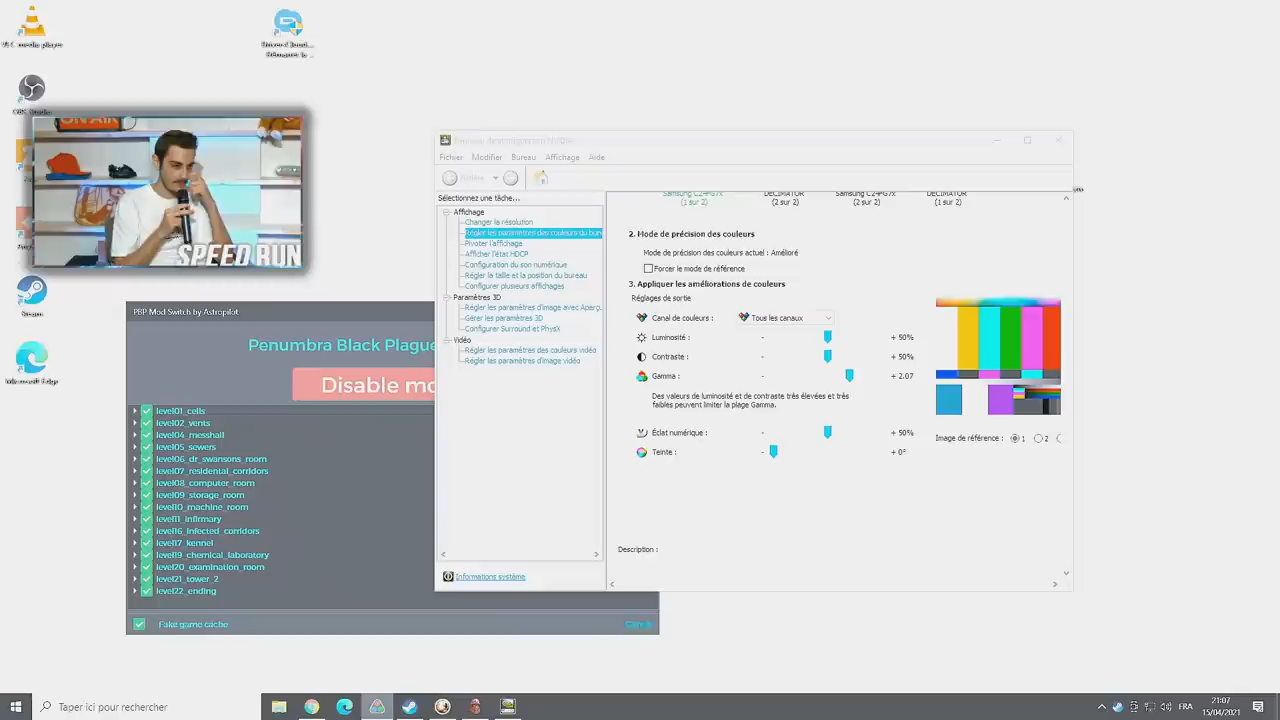 VLC media player
ON AIR
SPEED RUN
Steam
Microsoft Edge
PBP Mod Switch by Astropilot
Penumbra Black Plague
Disable mo
level01_cells
level02_vents
level04_messhall
level05_sewers
level06_dr_swansons_room
level07_residental_corridors
level08_computer_room
level09_storage_room
level10_machine_room
level11_infirmary
level16_infected_corridors
level17_kennel
level19_chemical_laboratory
level20_examination_room
level21_tower_2
level22_ending
Fake game cache
Fichier Modifier Bureau Affichage Aide
Sélectionnez une tâche...
Affichage
Changer la résolution
Régler les paramètres des couleurs du bure
Pivoter l'affichage
Afficher l'état HDCP
Configuration du son numérique
Régler la taille et la position du bureau
Configurer plusieurs affichages
Paramètres 3D
Régler les paramètres d'image avec Aperçu
Gérer les paramètres 3D
Configurer Surround et PhysX
Vidéo
Régler les paramètres des couleurs vidéo
Régler les paramètres d'image vidéo
Informations système
(1 sur 2) (2 sur 2) (2 sur 2) (2 sur 2)
2. Mode de précision des couleurs
Mode de précision des couleurs actuel : Amélioré
Forcer le mode de référence
3. Appliquer les améliorations de couleurs
Réglages de sortie
Canal de couleurs : Tous les canaux
Luminosité : - + 50%
Contraste : - + 50%
Gamma : - + 2.07
Des valeurs de luminosité et de contraste très élevées et très
faibles peuvent limiter la plage Gamma.
Éclat numérique : - + 50%
Teinte : - + 0°
Image de référence : 1 2
Description :
Taper ici pour rechercher
FRA
21:07
15/04/2021